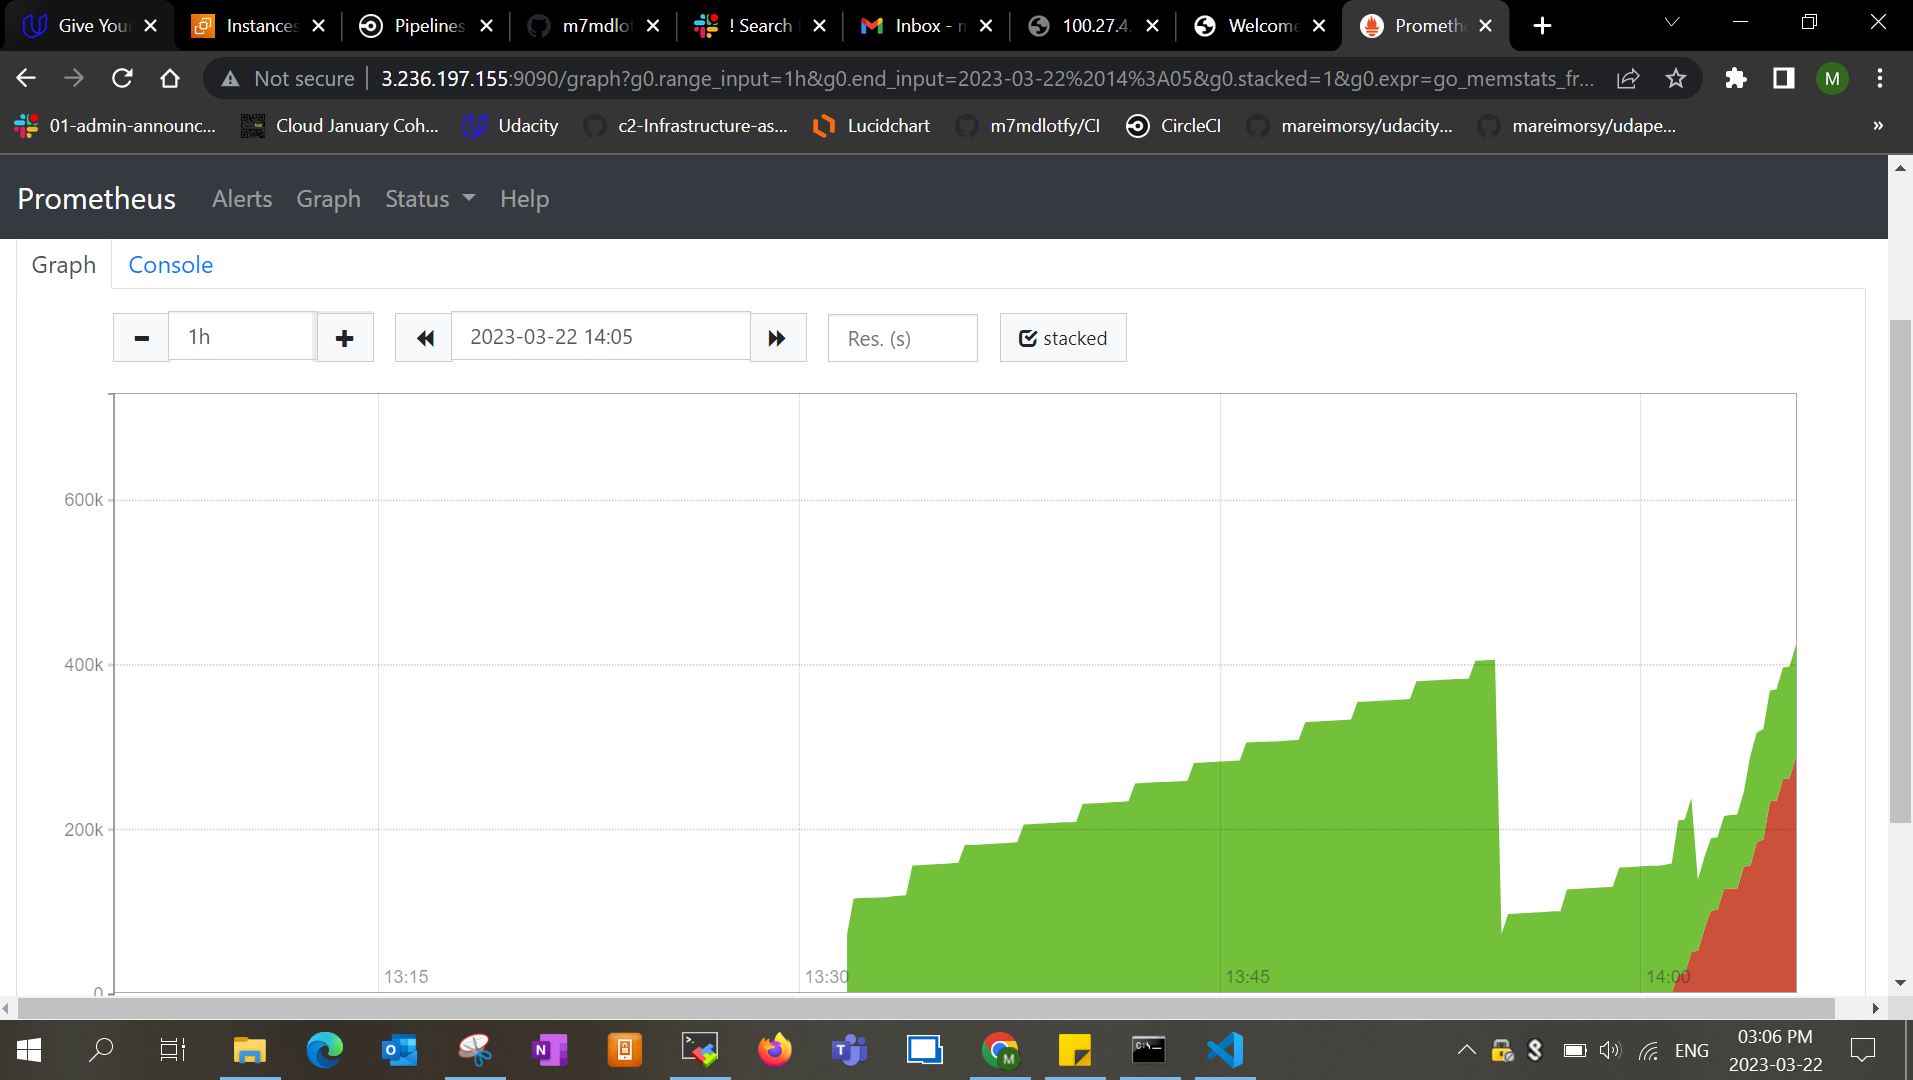 Give You
Instances
Pipelines
m7mdlot
! Search
Inbox - m
100.27.4.
Welcome
Prometh
Not secure
3.236.197.155:9090/graph?g0.range_input=1h&g0.end_input=2023-03-22%2014%3A05&g0.stacked=1&g0.expr=go_memstats_fr...
M
01-admin-announc...
Cloud January Coh...
Udacity
c2-Infrastructure-as...
Lucidchart
m7mdlotfy/CI
CircleCI
mareimorsy/udacity...
mareimorsy/udape...
»
Prometheus
Alerts
Graph
Status
Help
Graph
Console
1h
2023-03-22 14:05
Res. (s)
stacked
600k
400k
200k
0
13:15
13:30
13:45
14:00
ENG
03:06 PM
2023-03-22